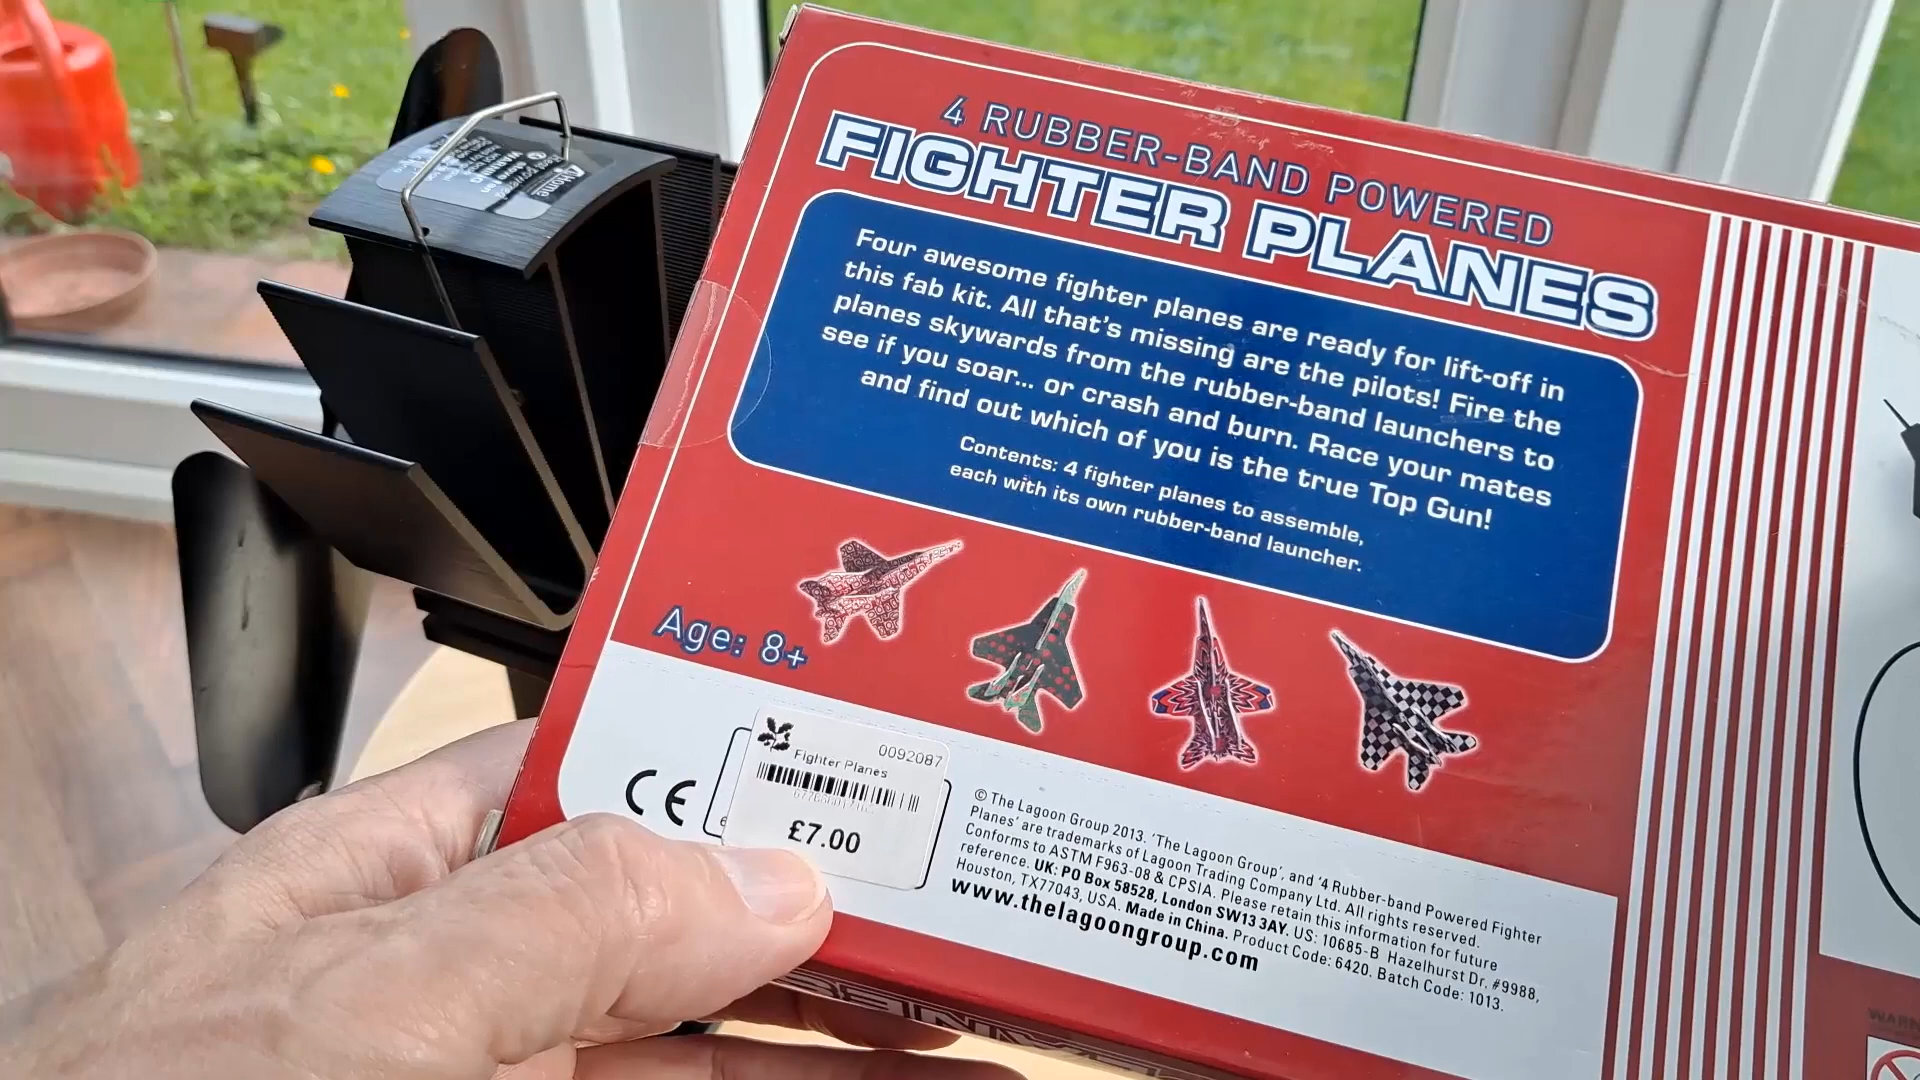 4 RUBBER-BAND POWERED
FIGHTER PLANES
Four awesome fighter planes are ready for lift-off in
this fab kit. All that's missing are the pilots! Fire the
planes skywards from the rubber-band launchers to
see if you soar... or crash and burn. Race your mates
and find out which of you is the true Top Gun!
Contents: 4 fighter planes to assemble,
each with its own rubber-band launcher.
Age: 8+
CE
0092087
Fighter Planes
£7.00
© The Lagoon Group 2013. 'The Lagoon Group', and '4 Rubber-band Powered Fighter
Planes' are trademarks of Lagoon Trading Company Ltd. All rights reserved.
Conforms to ASTM F963-08 & CPSIA. Please retain this information for future
reference. UK: PO Box 58528, London SW13 3AY. US: 10685-B Hazelhurst Dr. #9988,
Houston, TX77043, USA. Made in China. Product Code: 6420. Batch Code: 1013.
www.thelagoongroup.com
Home
WARNING